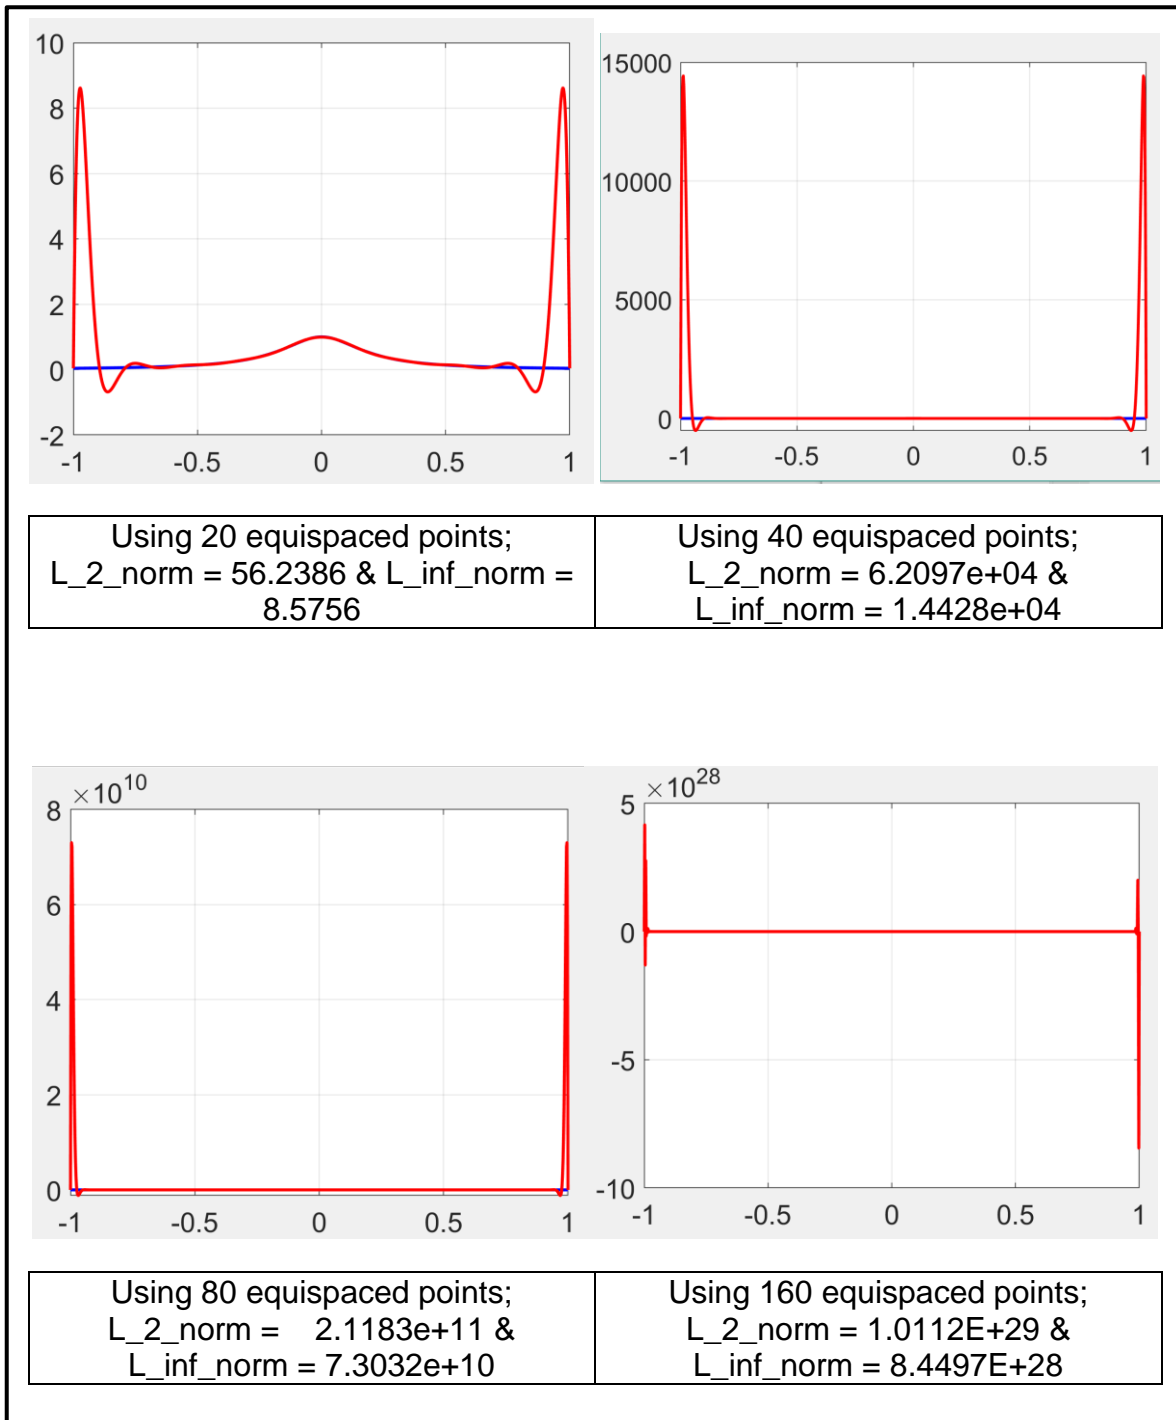 10
8
6
4
2
0
-2
-1 -0.5 0 0.5 1
15000
10000
5000
0
-1 -0.5 0 0.5 1
Using 20 equispaced points;
L_2_norm = 56.2386 & L_inf_norm =
8.5756
Using 40 equispaced points;
L_2_norm = 6.2097e+04 &
L_inf_norm = 1.4428e+04
×10^10
8
6
4
2
0
-1 -0.5 0 0.5 1
×10^28
5
0
-5
-10
-1 -0.5 0 0.5 1
Using 80 equispaced points;
L_2_norm = 2.1183e+11 &
L_inf_norm = 7.3032e+10
Using 160 equispaced points;
L_2_norm = 1.0112E+29 &
L_inf_norm = 8.4497E+28